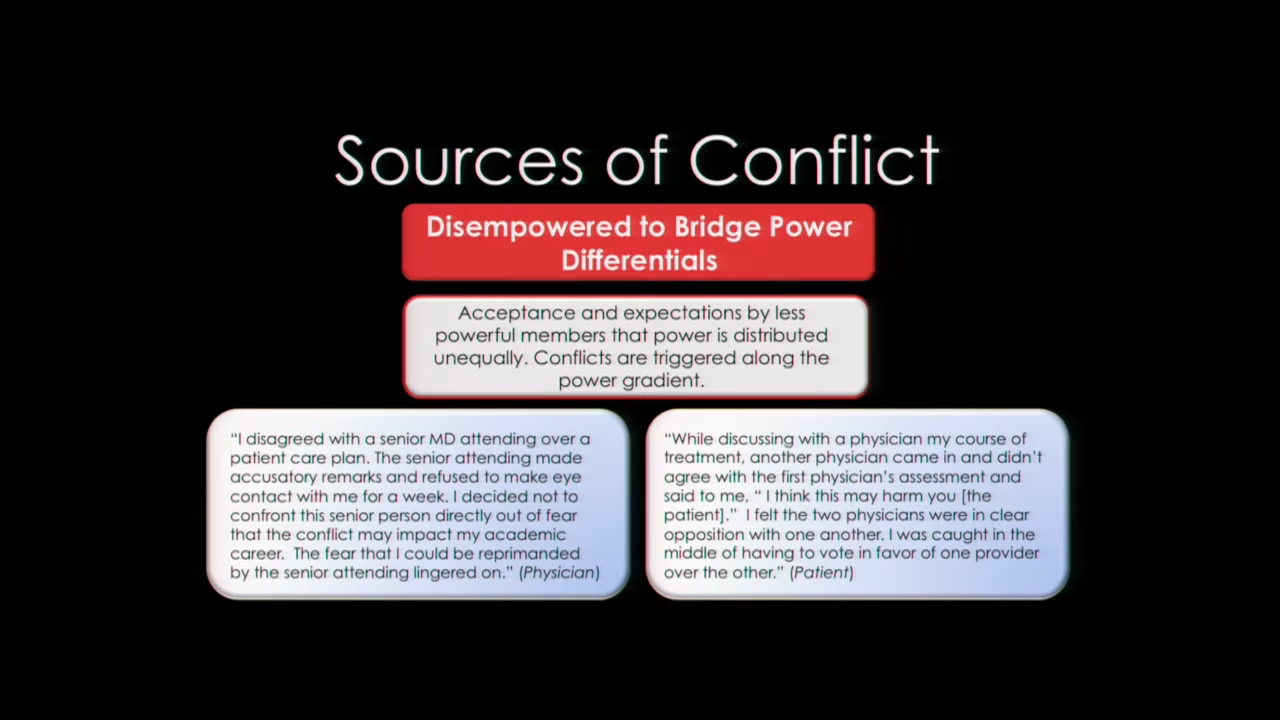 Sources of Conflict
Disempowered to Bridge Power
Differentials
Acceptance and expectations by less
powerful members that power is distributed
unequally. Conflicts are triggered along the
power gradient.
“I disagreed with a senior MD attending over a
patient care plan. The senior attending made
accusatory remarks and refused to make eye
contact with me for a week. I decided not to
confront this senior person directly out of fear
that the conflict may impact my academic
career.  The fear that I could be reprimanded
by the senior attending lingered on.” (Physician)
“While discussing with a physician my course of
treatment, another physician came in and didn’t
agree with the first physician’s assessment and
said to me, “ I think this may harm you [the
patient].”  I felt the two physicians were in clear
opposition with one another. I was caught in the
middle of having to vote in favor of one provider
over the other.” (Patient)